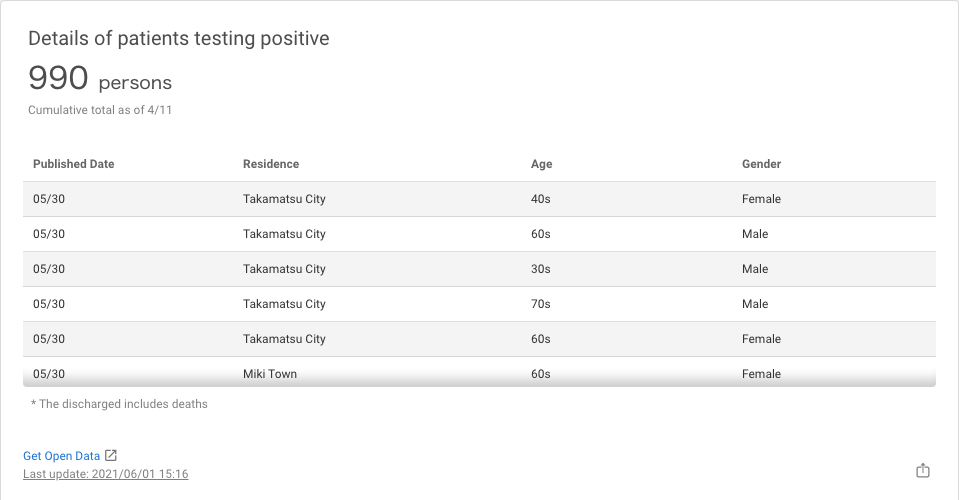 Details of patients testing positive
990 persons
Cumulative total as of 4/11
Published Date Residence Age Gender
05/30 Takamatsu City 40s Female
05/30 Takamatsu City 60s Male
05/30 Takamatsu City 30s Male
05/30 Takamatsu City 70s Male
05/30 Takamatsu City 60s Female
05/30 Miki Town 60s Female
* The discharged includes deaths
Get Open Data
Last update: 2021/06/01 15:16